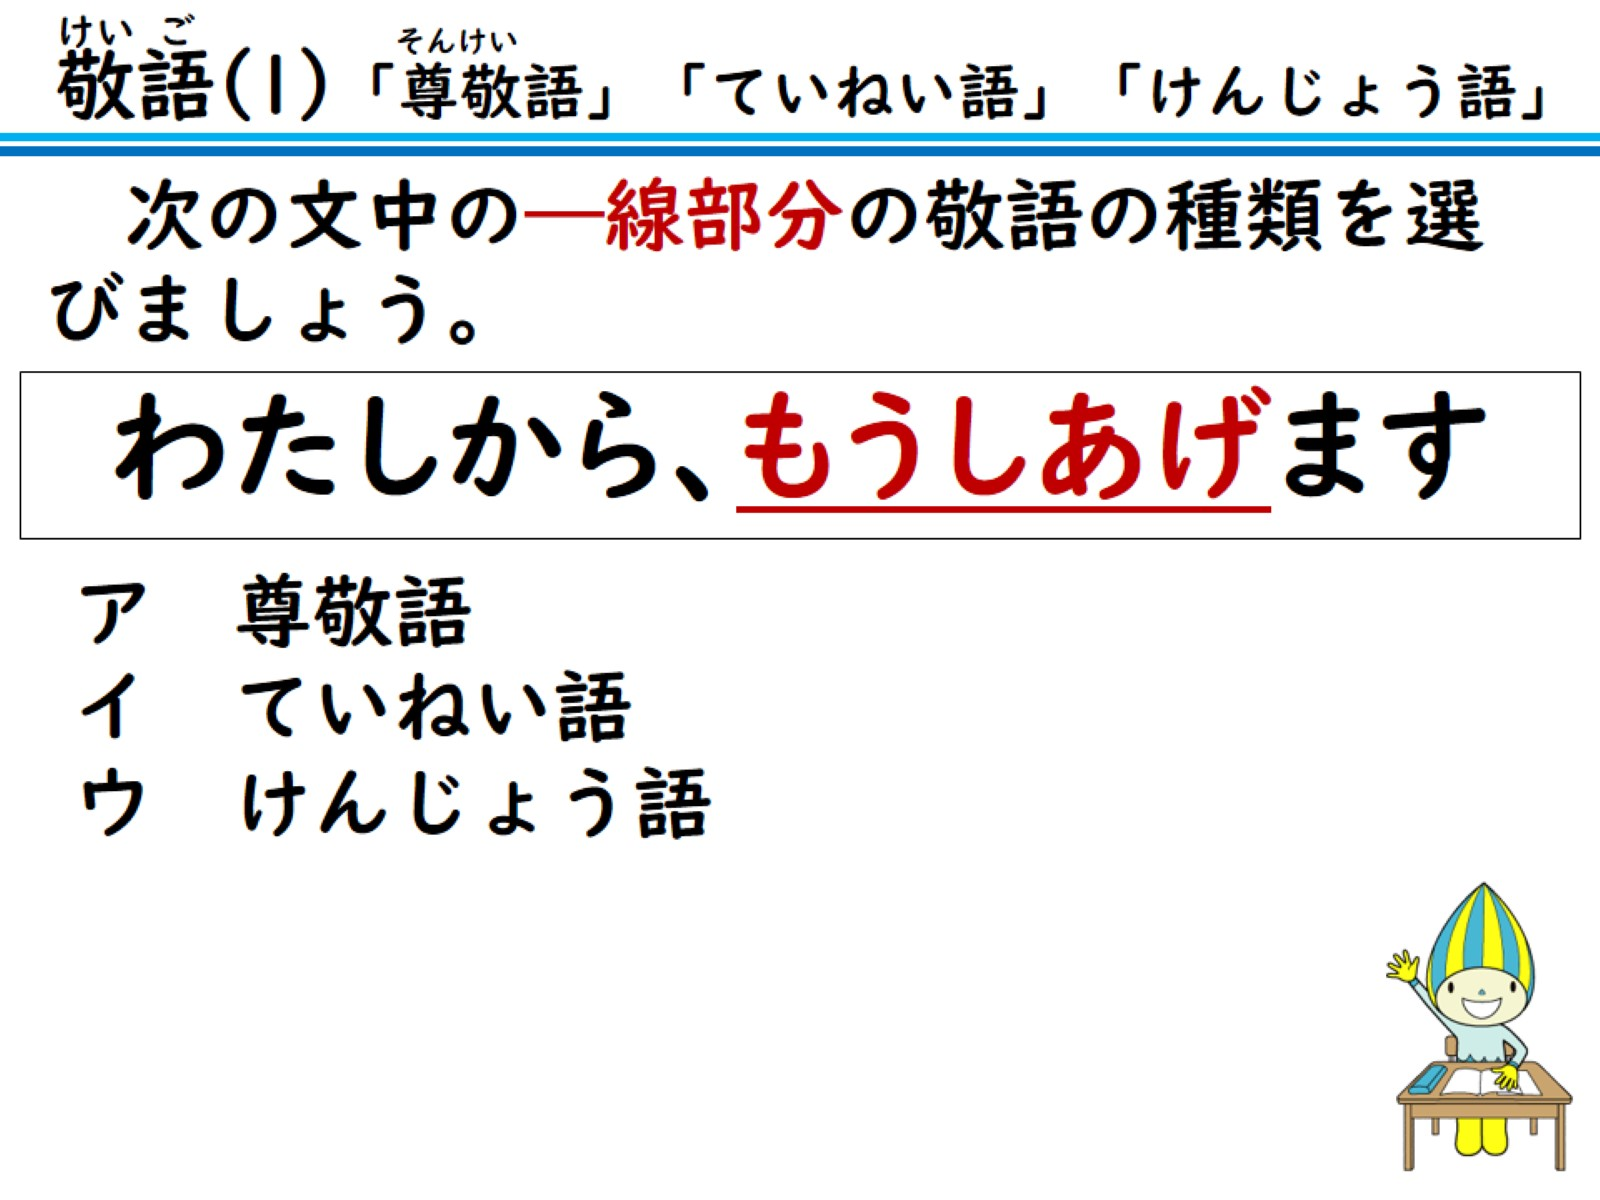 けい ご そんけい
敬語(1)「尊敬語」「ていねい語」「けんじょう語」
次の文中の―線部分の敬語の種類を選
びましょう。
わたしから、もうしあげます
ア 尊敬語
イ ていねい語
ウ けんじょう語